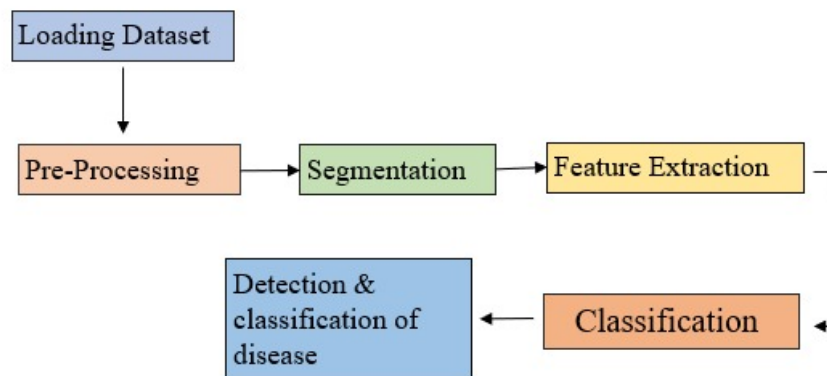 Loading Dataset
Pre-Processing
Segmentation
Feature Extraction
Detection &
classification of
disease
Classification